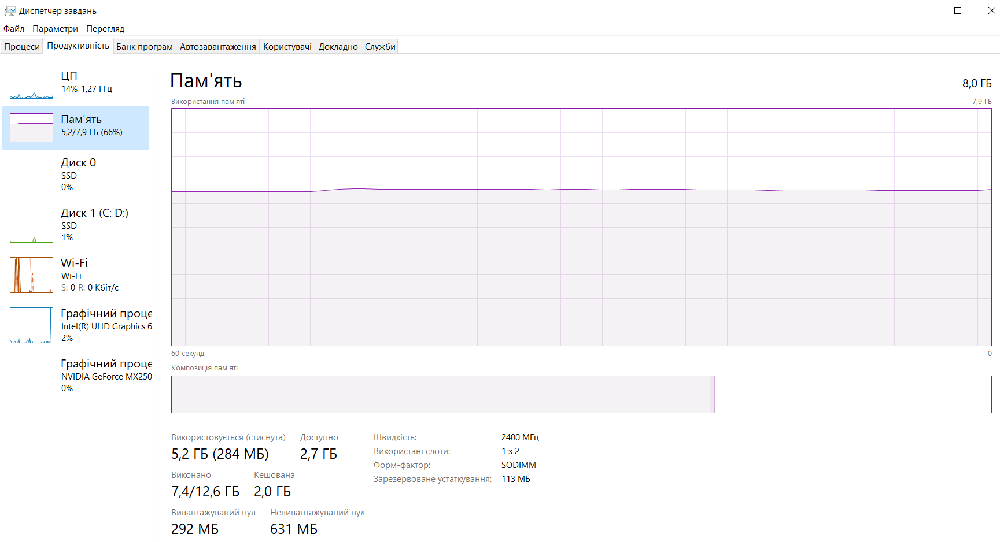 Диспетчер завдань
Файл Параметри Перегляд
Процеси Продуктивність Банк програм Автозавантаження Користувачі Докладно Служби
ЦП
14% 1,27 ГГц
Пам'ять
5,2/7,9 ГБ (66%)
Диск 0
SSD
0%
Диск 1 (C: D:)
SSD
1%
Wi-Fi
Wi-Fi
S: 0 R: 0 Кбіт/с
Графічний проце
Intel(R) UHD Graphics 6
2%
Графічний проце
NVIDIA GeForce MX250
0%
Пам'ять
8,0 ГБ
Використання пам'яті
7,9 ГБ
60 секунд
0
Композиція пам'яті
Використовується (стиснута) Доступно
5,2 ГБ (284 МБ) 2,7 ГБ
Виконано Кешована
7,4/12,6 ГБ 2,0 ГБ
Вивантажуваний пул Невивантажуваний пул
292 МБ 631 МБ
Швидкість: 2400 МГц
Використані слоти: 1 з 2
Форм-фактор: SODIMM
Зарезервоване устаткування: 113 МБ